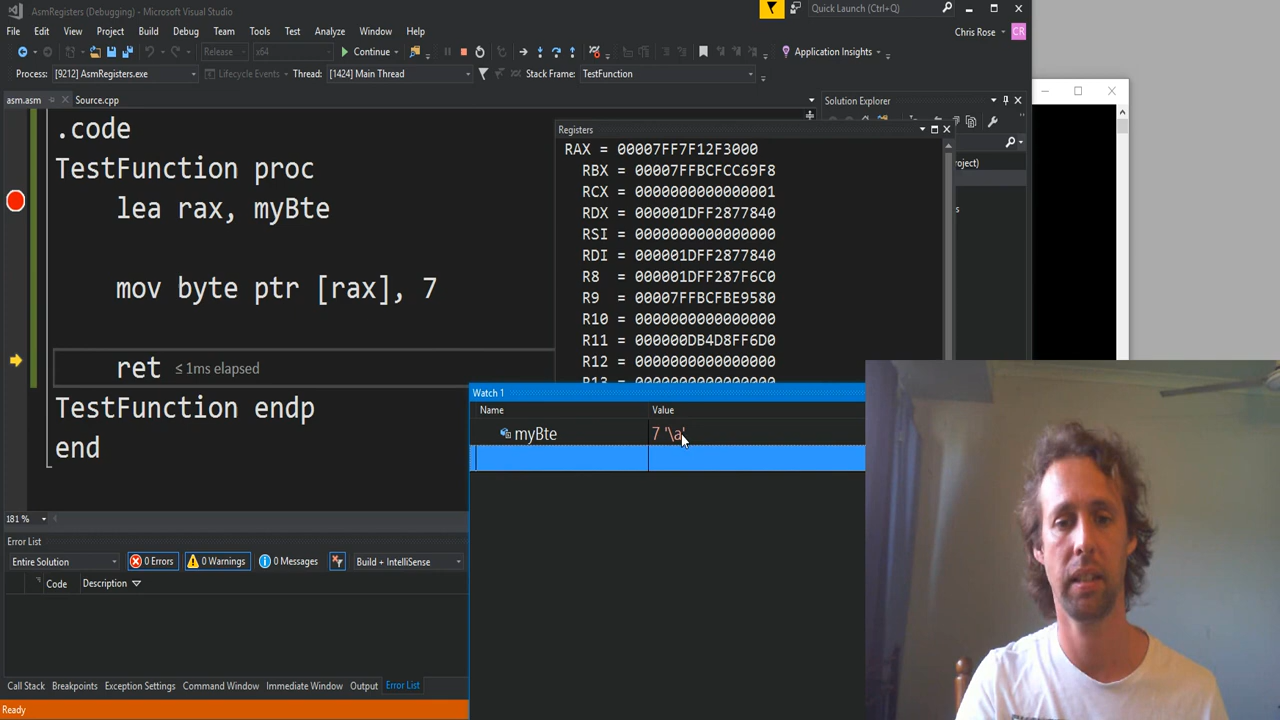 AsmRegisters (Debugging) - Microsoft Visual Studio
Quick Launch (Ctrl+Q)
File Edit View Project Build Debug Team Tools Test Analyze Window Help
Chris Rose CR
Release x64 Continue Application Insights
Process: [9212] AsmRegisters.exe Lifecycle Events Thread: [1424] Main Thread Stack Frame: TestFunction
asm.asm Source.cpp
Solution Explorer
.code
TestFunction proc
lea rax, myBte
mov byte ptr [rax], 7
ret ≤ 1ms elapsed
TestFunction endp
end
Registers
RAX = 00007FF7F12F3000
RBX = 00007FFBCFCC69F8
RCX = 0000000000000001
RDX = 000001DFF2877840
RSI = 0000000000000000
RDI = 000001DFF2877840
R8 = 000001DFF287F6C0
R9 = 00007FFBCFBE9580
R10 = 0000000000000000
R11 = 000000DB4D8FF6D0
R12 = 0000000000000000
R13 = 0000000000000000
oject)
Watch 1
Name Value
myBte 7 '\a'
181 %
Error List
Entire Solution 0 Errors 0 Warnings 0 Messages Build + IntelliSense
Code Description
Call Stack Breakpoints Exception Settings Command Window Immediate Window Output Error List
Ready